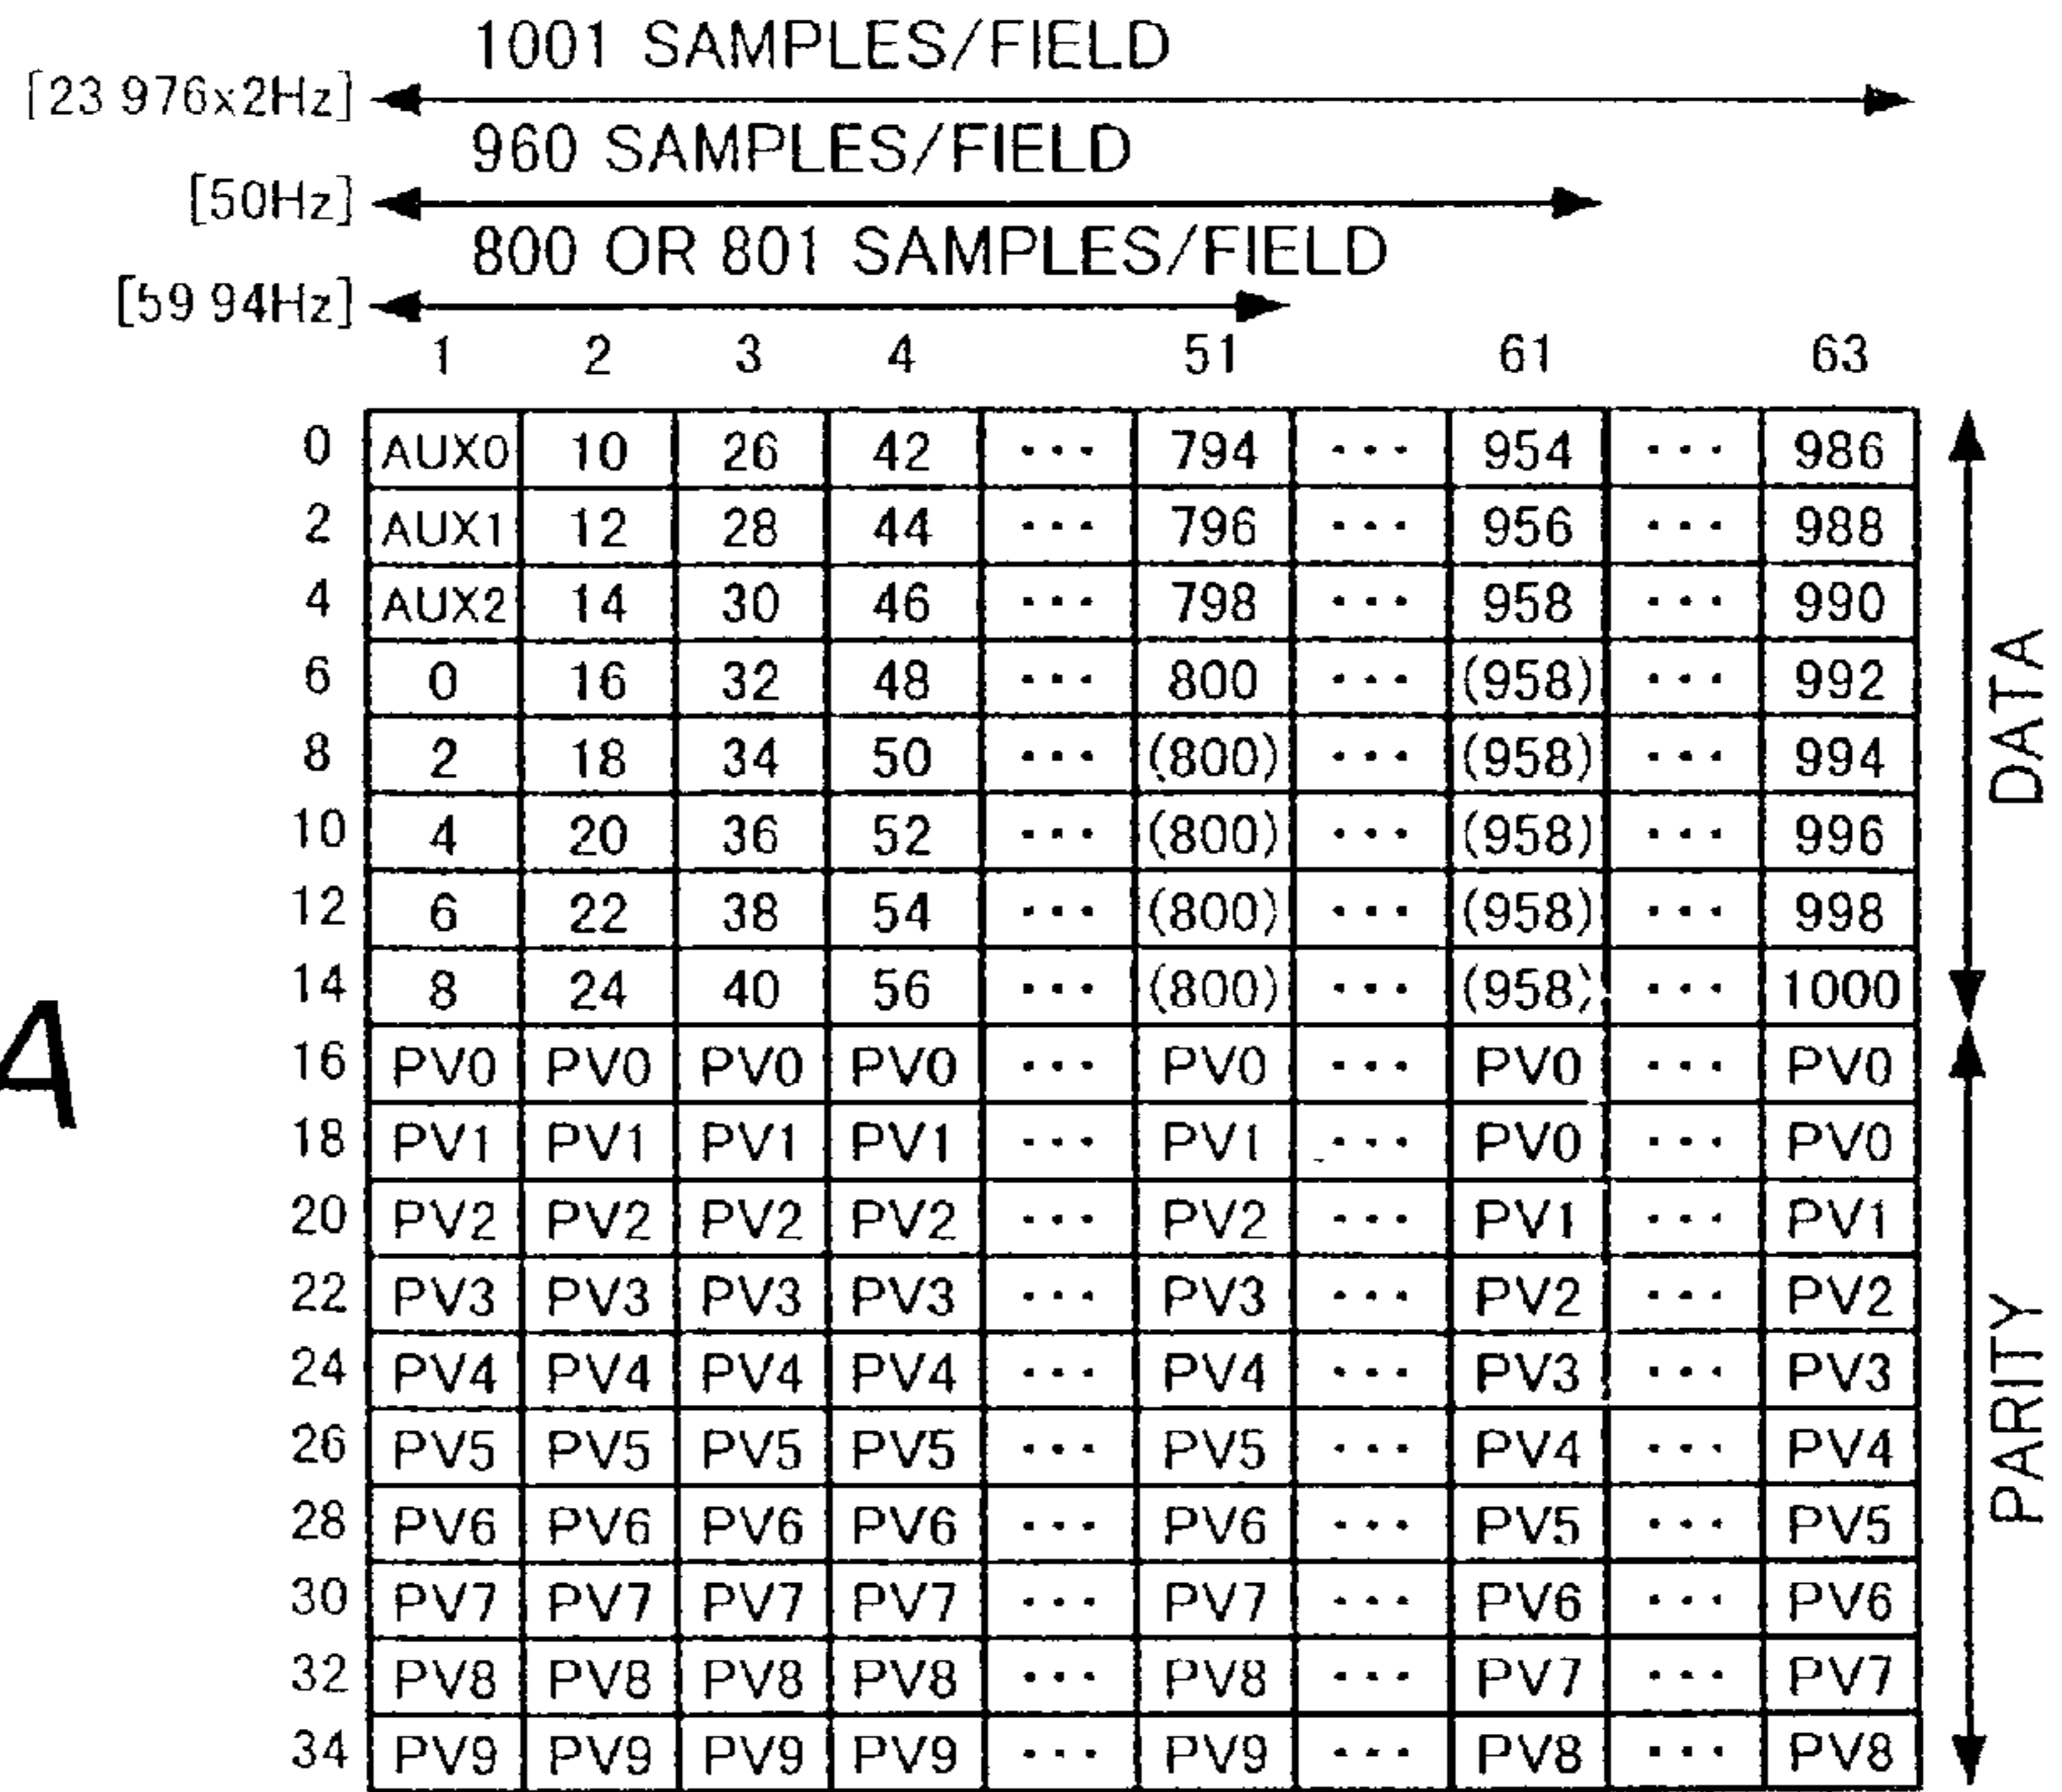 1001 SAMPLES/FIELD
[23 976x2Hz]
960 SAMPLES/FIELD
[50Hz]
800 OR 801 SAMPLES/FIELD
[59 94Hz]
1 2 3 4 51 61 63
0 AUX0 10 26 42 ... 794 ... 954 ... 986
2 AUX1 12 28 44 ... 796 ... 956 ... 988
4 AUX2 14 30 46 ... 798 ... 958 ... 990
6 0 16 32 48 ... 800 ... (958) ... 992
8 2 18 34 50 ... (800) ... (958) ... 994
10 4 20 36 52 ... (800) ... (958) ... 996
12 6 22 38 54 ... (800) ... (958) ... 998
14 8 24 40 56 ... (800) ... (958) ... 1000
DATA
A
16 PV0 PV0 PV0 PV0 ... PV0 ... PV0 ... PV0
18 PV1 PV1 PV1 PV1 ... PV1 ... PV0 ... PV0
20 PV2 PV2 PV2 PV2 ... PV2 ... PV1 ... PV1
22 PV3 PV3 PV3 PV3 ... PV3 ... PV2 ... PV2
24 PV4 PV4 PV4 PV4 ... PV4 ... PV3 ... PV3
26 PV5 PV5 PV5 PV5 ... PV5 ... PV4 ... PV4
28 PV6 PV6 PV6 PV6 ... PV6 ... PV5 ... PV5
30 PV7 PV7 PV7 PV7 ... PV7 ... PV6 ... PV6
32 PV8 PV8 PV8 PV8 ... PV8 ... PV7 ... PV7
34 PV9 PV9 PV9 PV9 ... PV9 ... PV8 ... PV8
PARITY